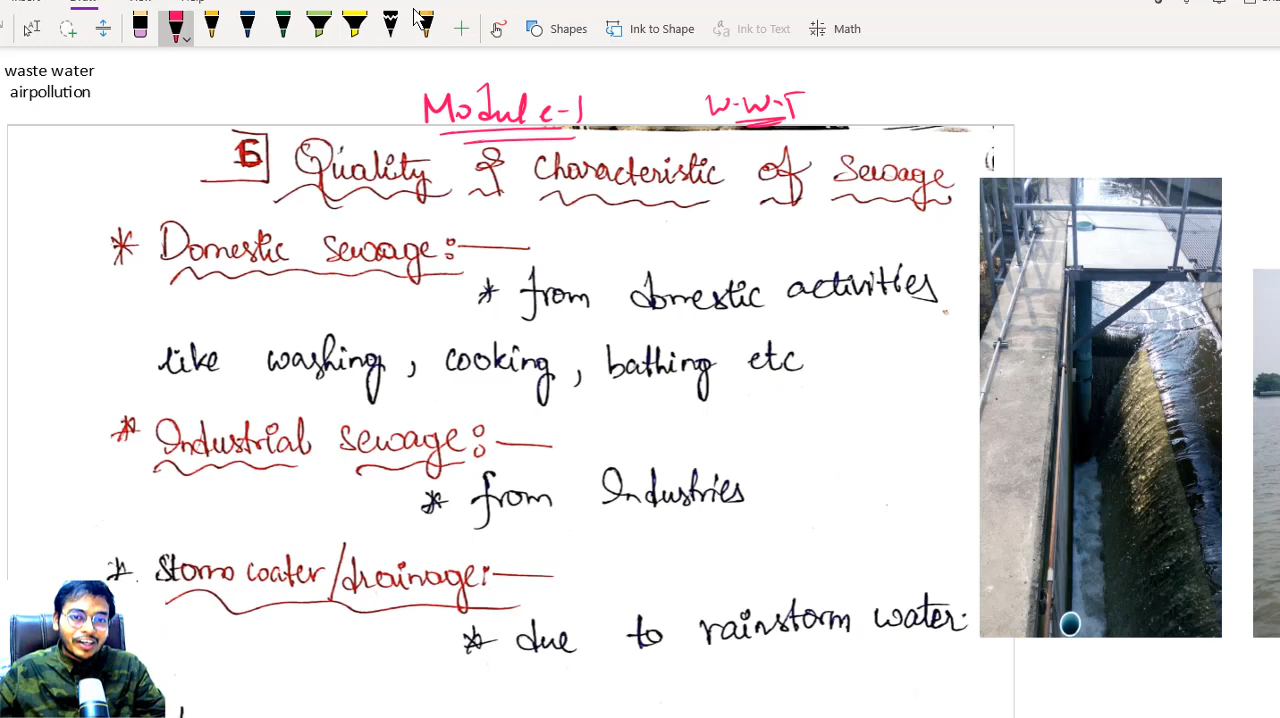 Draw
Help
Shapes
Ink to Shape
Ink to Text
Math
waste water
airpollution
Module-1
W.W.T
5 Quality & Characteristic of Sewage
* Domestic sewage:—
* from domestic activities
like washing, cooking, bathing etc
* Industrial sewage:—
* from Industries
* Storm water/drainage:—
* due to rainstorm water.